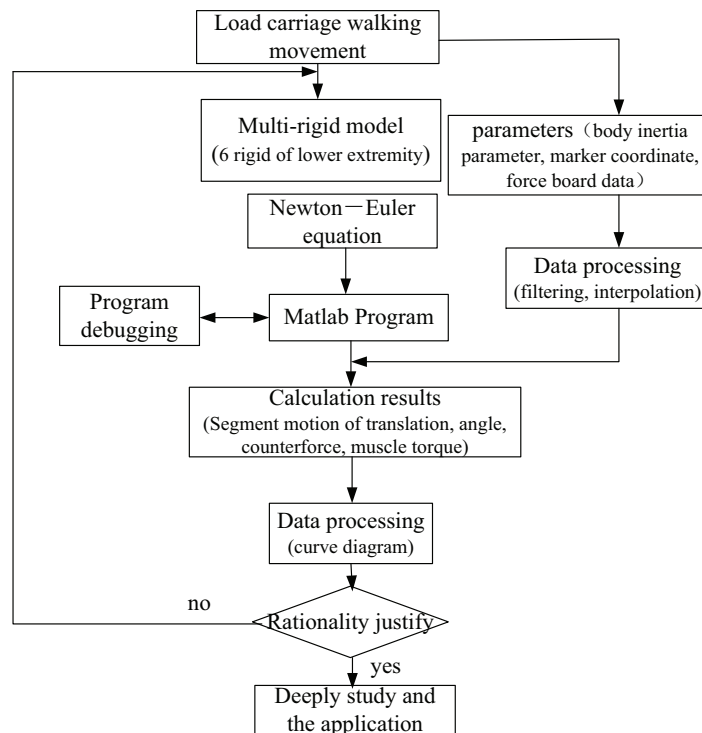 Load carriage walking
movement
Multi-rigid model
(6 rigid of lower extremity)
parameters（body inertia
parameter, marker coordinate,
force board data）
Newton－Euler
equation
Data processing
(filtering, interpolation)
Program
debugging
Matlab Program
Calculation results
(Segment motion of translation, angle,
counterforce, muscle torque)
Data processing
(curve diagram)
no
Rationality justify
yes
Deeply study and
the application